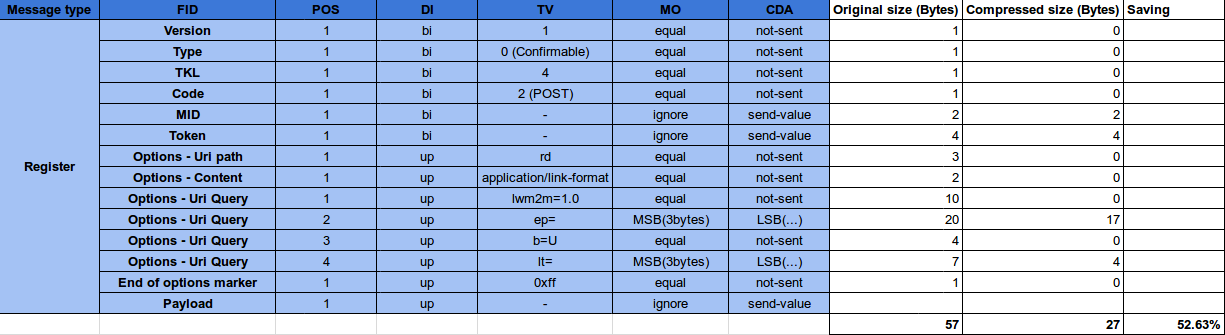 Message type FID POS DI TV MO CDA Original size (Bytes) Compressed size (Bytes) Saving
Register
Version 1 bi 1 equal not-sent 1 0
Type 1 bi 0 (Confirmable) equal not-sent 1 0
TKL 1 bi 4 equal not-sent 1 0
Code 1 bi 2 (POST) equal not-sent 1 0
MID 1 bi - ignore send-value 2 2
Token 1 bi - ignore send-value 4 4
Options - Uri path 1 up rd equal not-sent 3 0
Options - Content 1 up application/link-format equal not-sent 2 0
Options - Uri Query 1 up lwm2m=1.0 equal not-sent 10 0
Options - Uri Query 2 up ep= MSB(3bytes) LSB(...) 20 17
Options - Uri Query 3 up b=U equal not-sent 4 0
Options - Uri Query 4 up lt= MSB(3bytes) LSB(...) 7 4
End of options marker 1 up 0xff equal not-sent 1 0
Payload 1 up - ignore send-value
57 27 52.63%